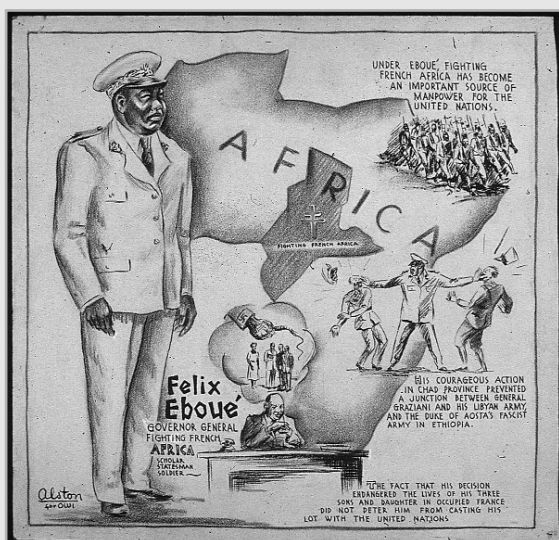 UNDER EBOUÉ, FIGHTING
FRENCH AFRICA HAS BECOME
AN IMPORTANT SOURCE OF
MANPOWER FOR THE
UNITED NATIONS.
AFRICA
FIGHTING FRENCH AFRICA
HIS COURAGEOUS ACTION
IN CHAD PROVINCE PREVENTED
A JUNCTION BETWEEN GENERAL
GRAZIANI AND HIS LIBYAN ARMY,
AND THE DUKE OF AOSTA'S FASCIST
ARMY IN ETHIOPIA.
Felix
Eboué
GOVERNOR GENERAL
FIGHTING FRENCH
AFRICA
SCHOLAR
STATESMAN
SOLDIER
THE FACT THAT HIS DECISION
ENDANGERED THE LIVES OF HIS THREE
SONS AND DAUGHTER IN OCCUPIED FRANCE
DID NOT DETER HIM FROM CASTING HIS
LOT WITH THE UNITED NATIONS
Alston
for OWI